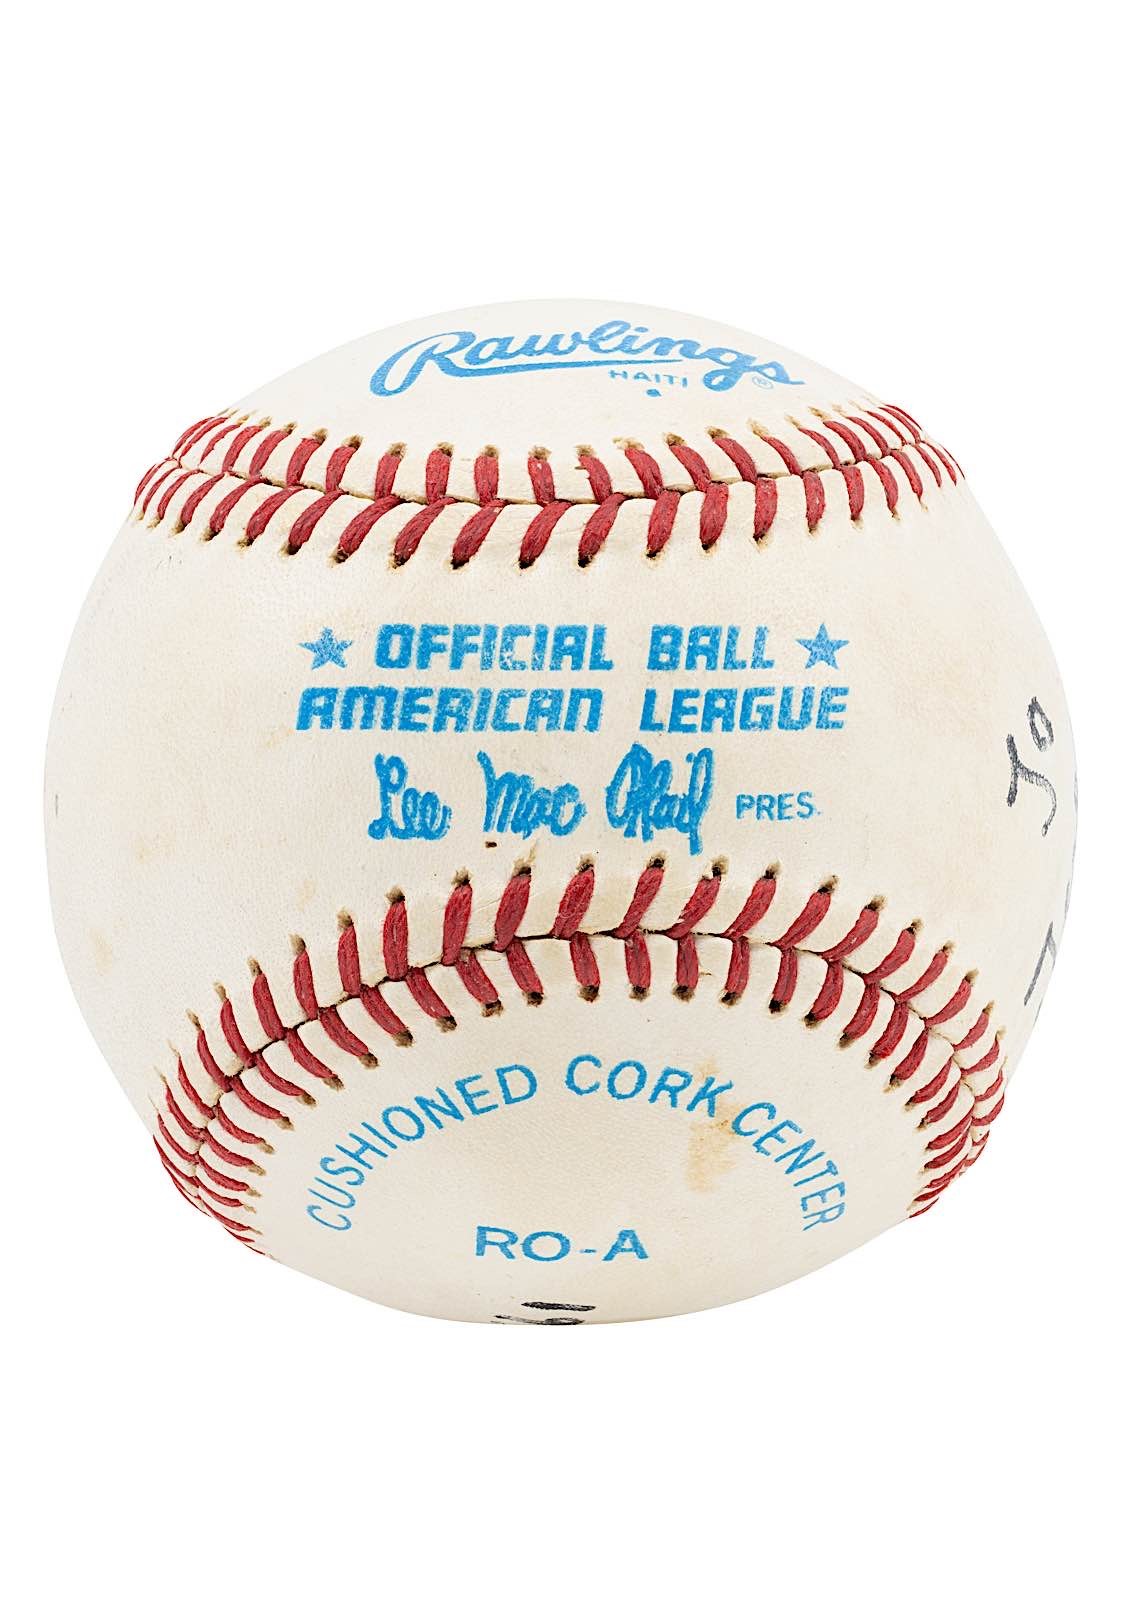 Rawlings ®
HAITI
★ OFFICIAL BALL ★
AMERICAN LEAGUE
Lee MacPhail PRES.
To
CUSHIONED CORK CENTER
RO-A